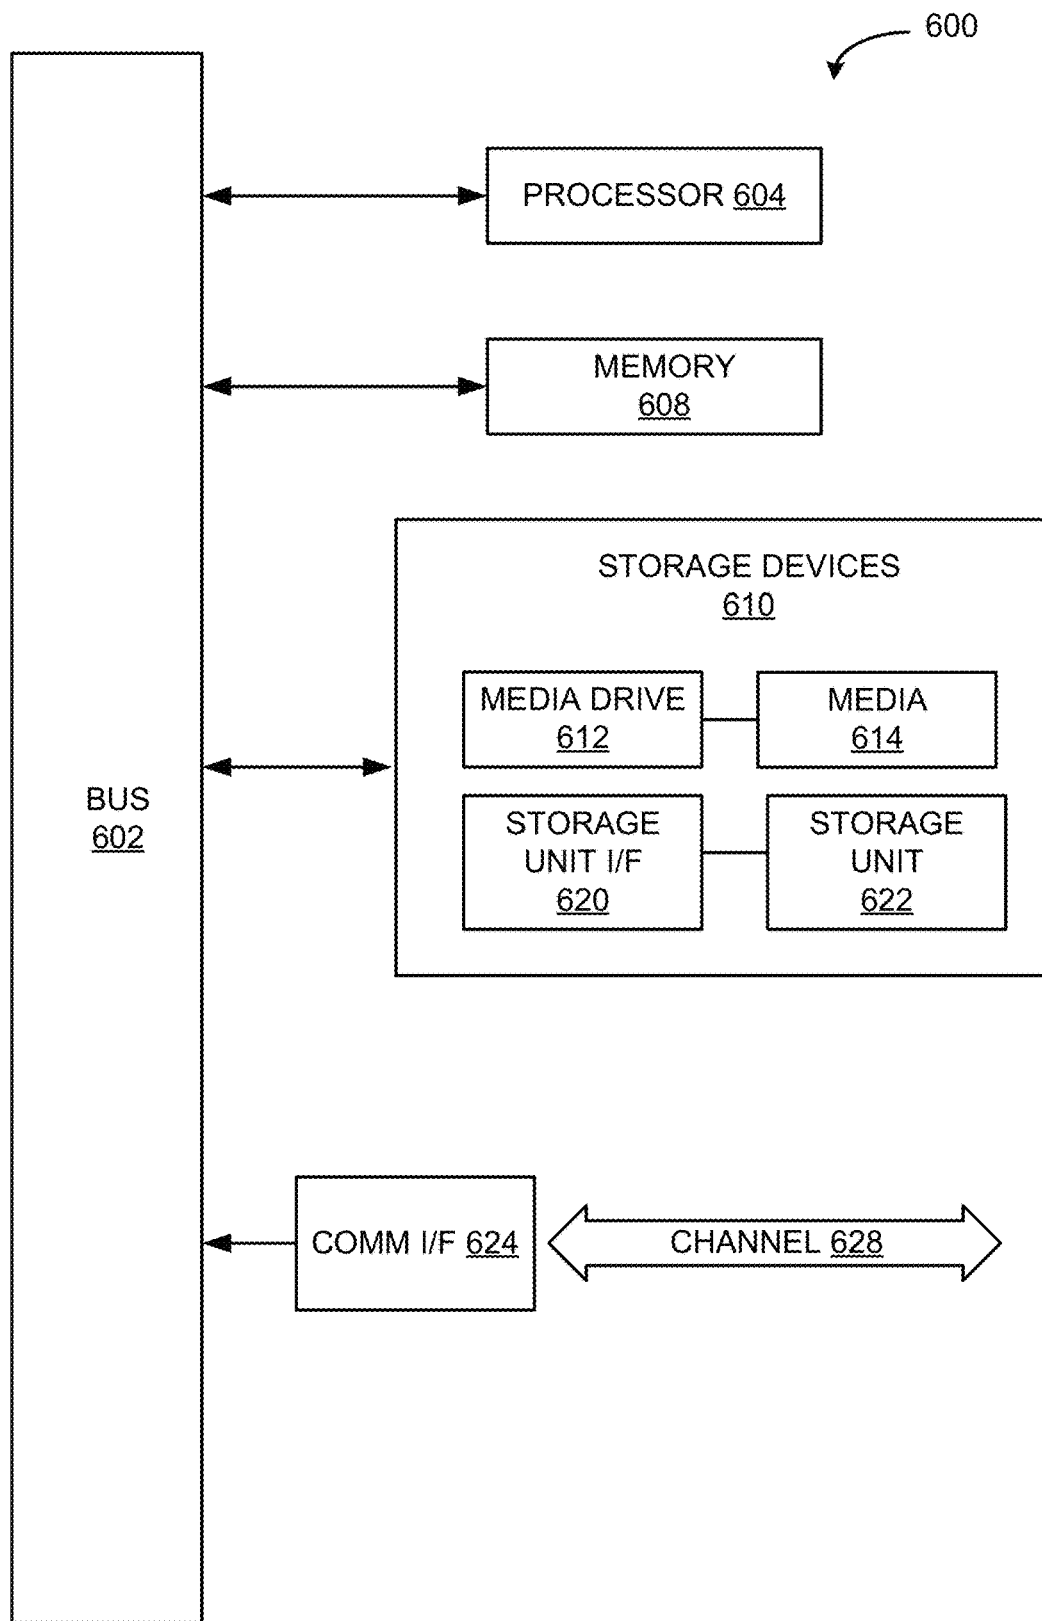 600
PROCESSOR 604
MEMORY
608
STORAGE DEVICES
610
MEDIA DRIVE
612
MEDIA
614
BUS
602
STORAGE
UNIT I/F
620
STORAGE
UNIT
622
COMM I/F 624
CHANNEL 628